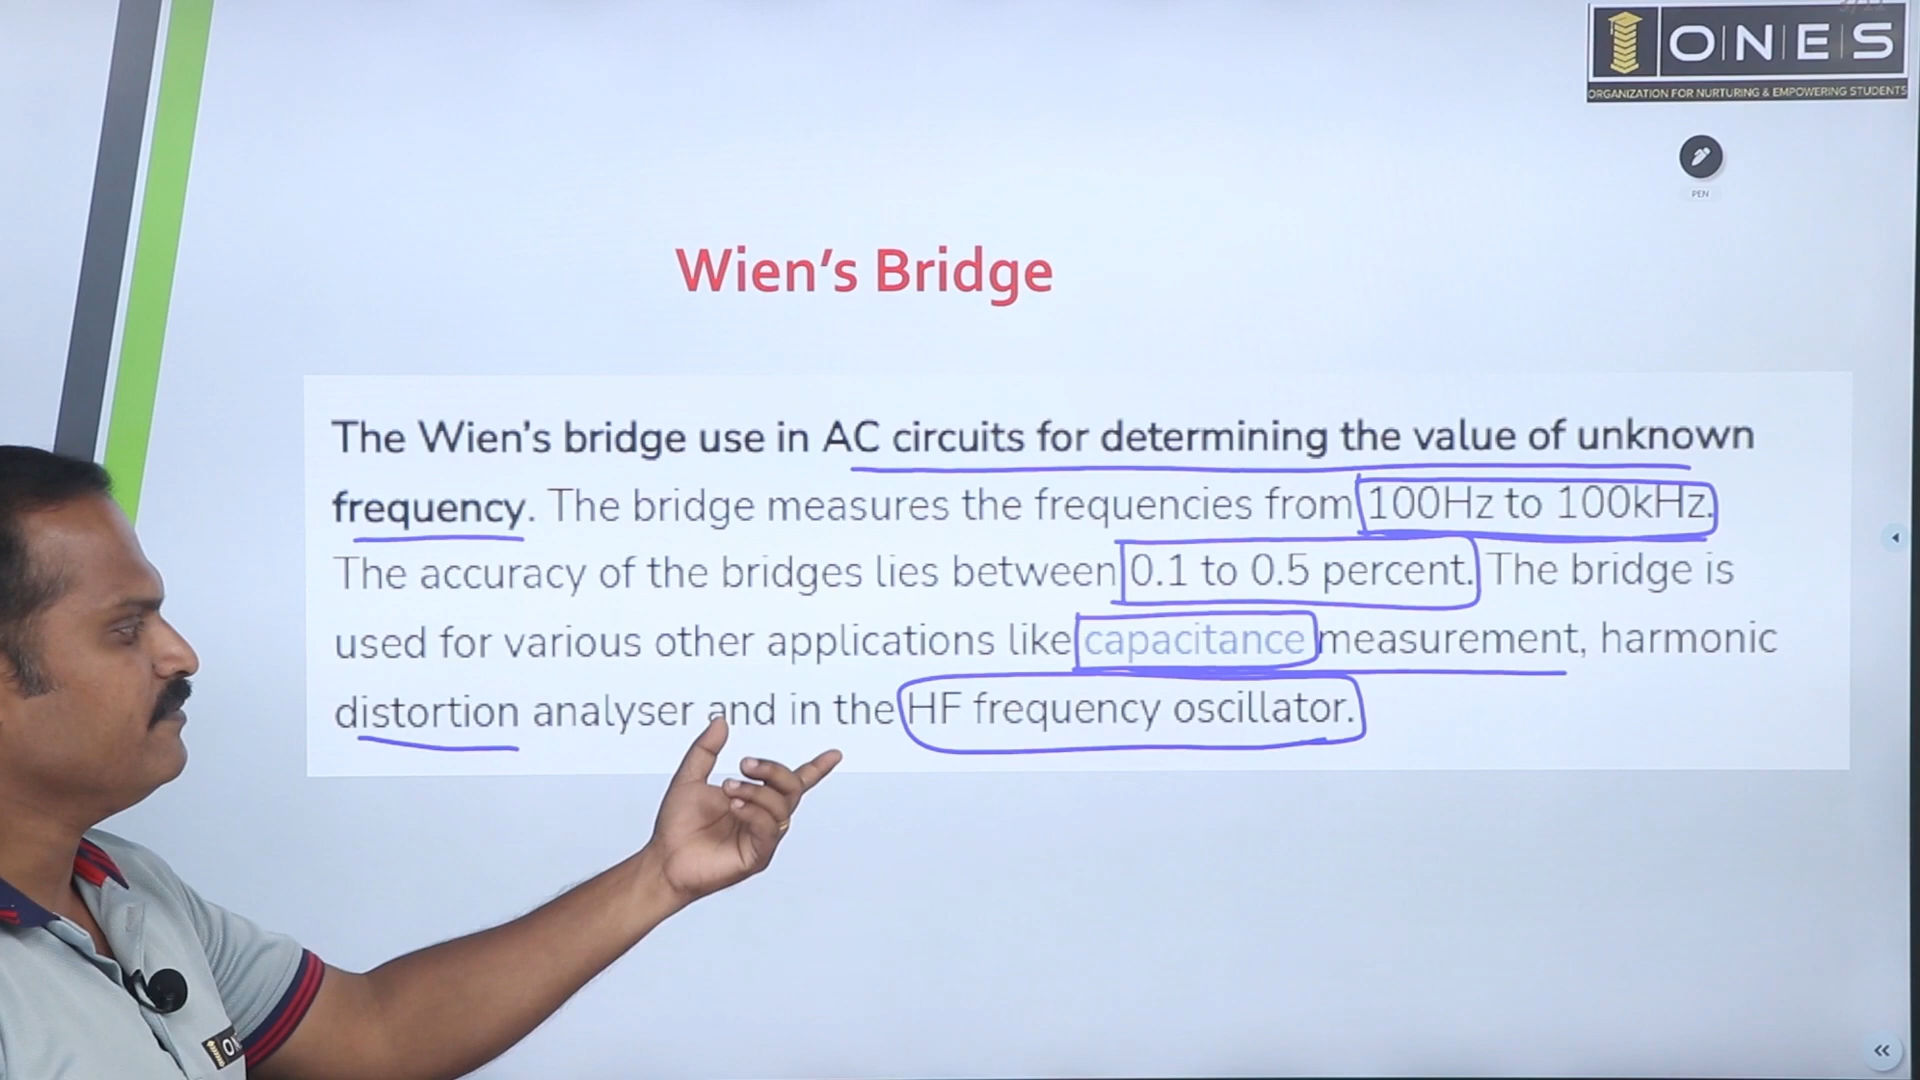 ONES
ORGANIZATION FOR NURTURING & EMPOWERING STUDENTS
PEN
Wien's Bridge
The Wien's bridge use in AC circuits for determining the value of unknown
frequency. The bridge measures the frequencies from 100Hz to 100kHz.
The accuracy of the bridges lies between 0.1 to 0.5 percent. The bridge is
used for various other applications like capacitance measurement, harmonic
distortion analyser and in the HF frequency oscillator.